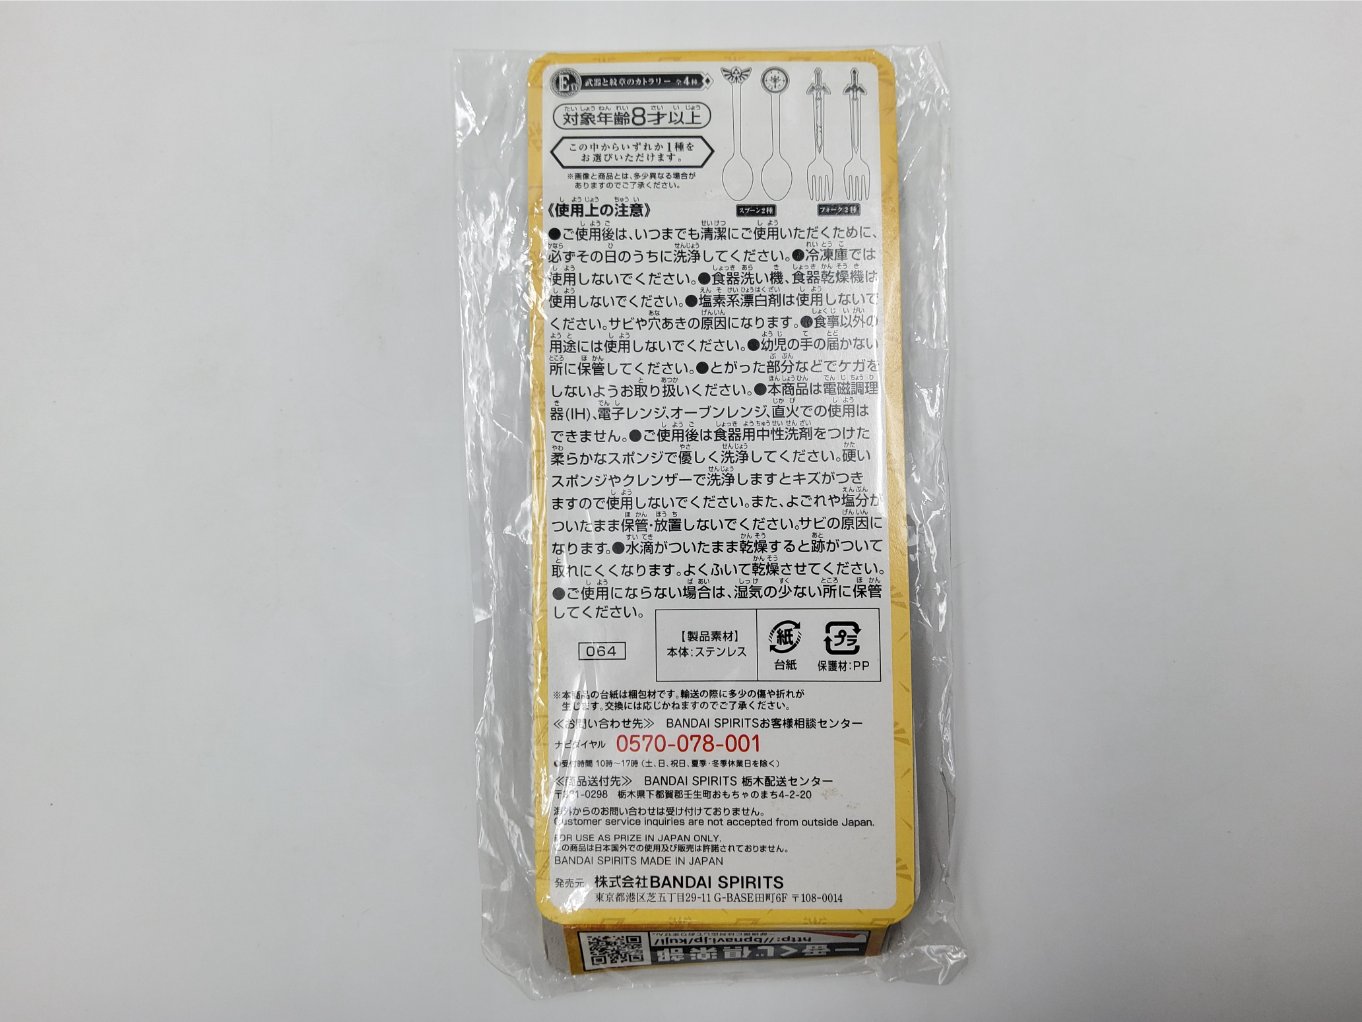 E賞 武器と紋章のカトラリー 全4種
対象年齢8才以上
この中からいずれか1種を
お選びいただけます。
※画像と商品とは、多少異なる場合が
ありますのでご了承ください。
スプーン2種
フォーク2種
《使用上の注意》
●ご使用後は、いつまでも清潔にご使用いただくために、
必ずその日のうちに洗浄してください。●冷凍庫では
使用しないでください。●食器洗い機、食器乾燥機は
使用しないでください。●塩素系漂白剤は使用しないで
ください。サビや穴あきの原因になります。●食事以外の
用途には使用しないでください。●幼児の手の届かない
所に保管してください。●とがった部分などでケガを
しないようお取り扱いください。●本商品は電磁調理
器(IH)、電子レンジ、オーブンレンジ、直火での使用は
できません。●ご使用後は食器用中性洗剤をつけた
柔らかなスポンジで優しく洗浄してください。硬い
スポンジやクレンザーで洗浄しますとキズがつき
ますので使用しないでください。また、よごれや塩分が
ついたまま保管・放置しないでください。サビの原因に
なります。●水滴がついたまま乾燥すると跡がついて
取れにくくなります。よくふいて乾燥させてください。
●ご使用にならない場合は、湿気の少ない所に保管
してください。
064
【製品素材】
本体:ステンレス
紙
台紙
プラ
保護材:PP
※本商品の台紙は梱包材です。輸送の際に多少の傷や折れが
生じます。交換には応じかねますのでご了承ください。
≪お問い合わせ先≫ BANDAI SPIRITSお客様相談センター
ナビダイヤル 0570-078-001
●受付時間 10時〜17時(土、日、祝日、夏季・冬季休業日を除く)
≪商品送付先≫ BANDAI SPIRITS 栃木配送センター
〒321-0298 栃木県下都賀郡壬生町おもちゃのまち4-2-20
海外からのお問い合わせは受け付けておりません。
Customer service inquiries are not accepted from outside Japan.
FOR USE AS PRIZE IN JAPAN ONLY.
この商品は日本国外での使用及び販売は許諾されておりません。
BANDAI SPIRITS MADE IN JAPAN
発売元 株式会社BANDAI SPIRITS
東京都港区芝五丁目29-11 G-BASE田町6F 〒108-0014
一番くじ倶楽部
http://bpnavi.jp/kuji/